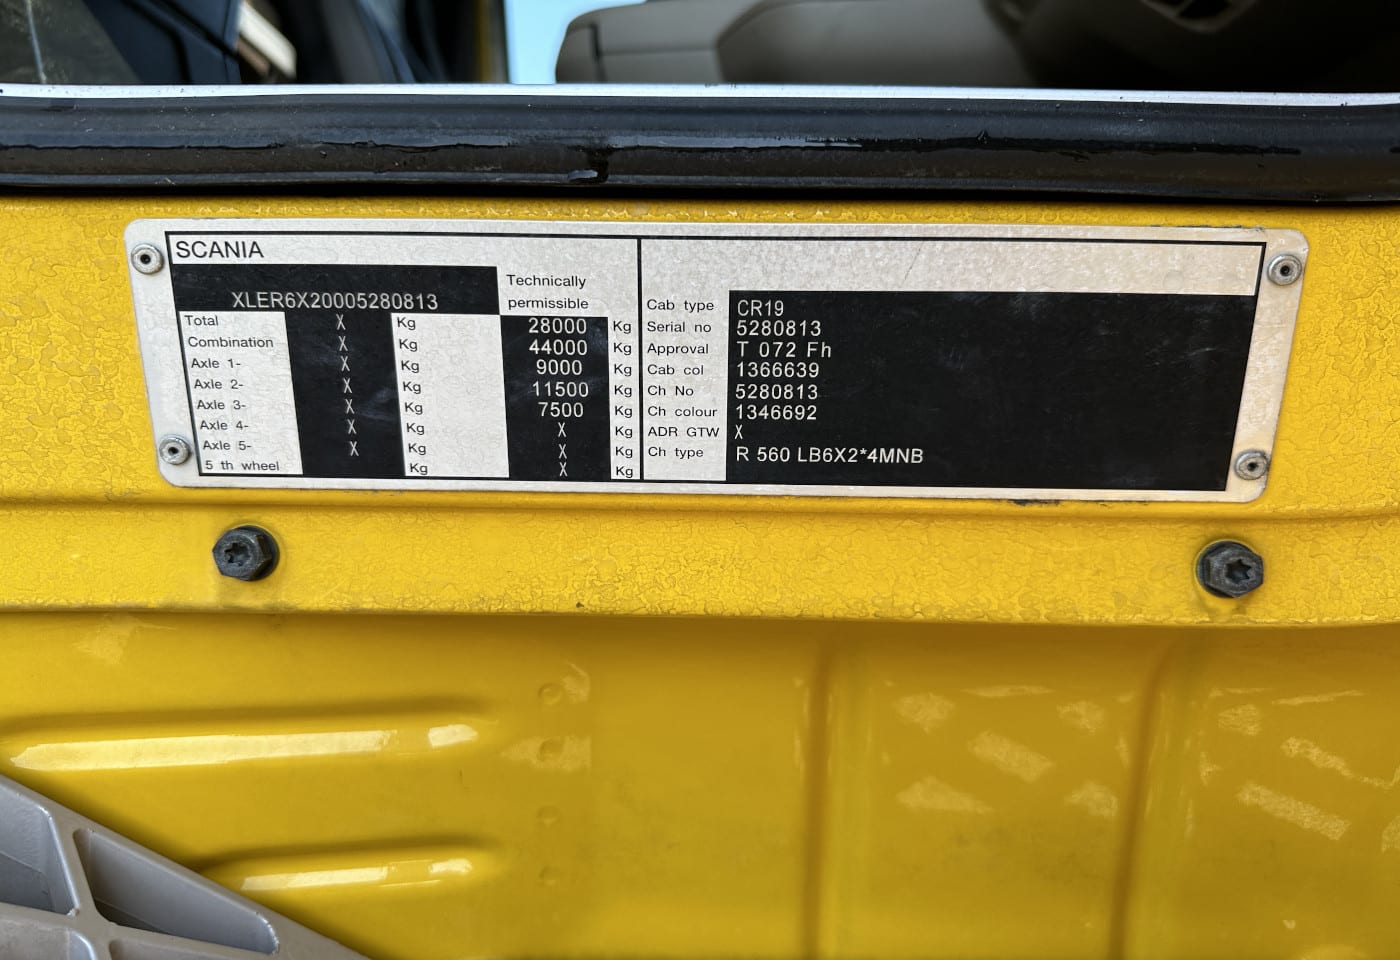 SCANIA
XLER6X20005280813
Technically
permissible
Total X Kg 28000 Kg
Combination X Kg 44000 Kg
Axle 1- X Kg 9000 Kg
Axle 2- X Kg 11500 Kg
Axle 3- X Kg 7500 Kg
Axle 4- X Kg X Kg
Axle 5- X Kg X Kg
5 th wheel Kg X Kg
Cab type CR19
Serial no 5280813
Approval T 072 Fh
Cab col 1366639
Ch No 5280813
Ch colour 1346692
ADR GTW X
Ch type R 560 LB6X2*4MNB